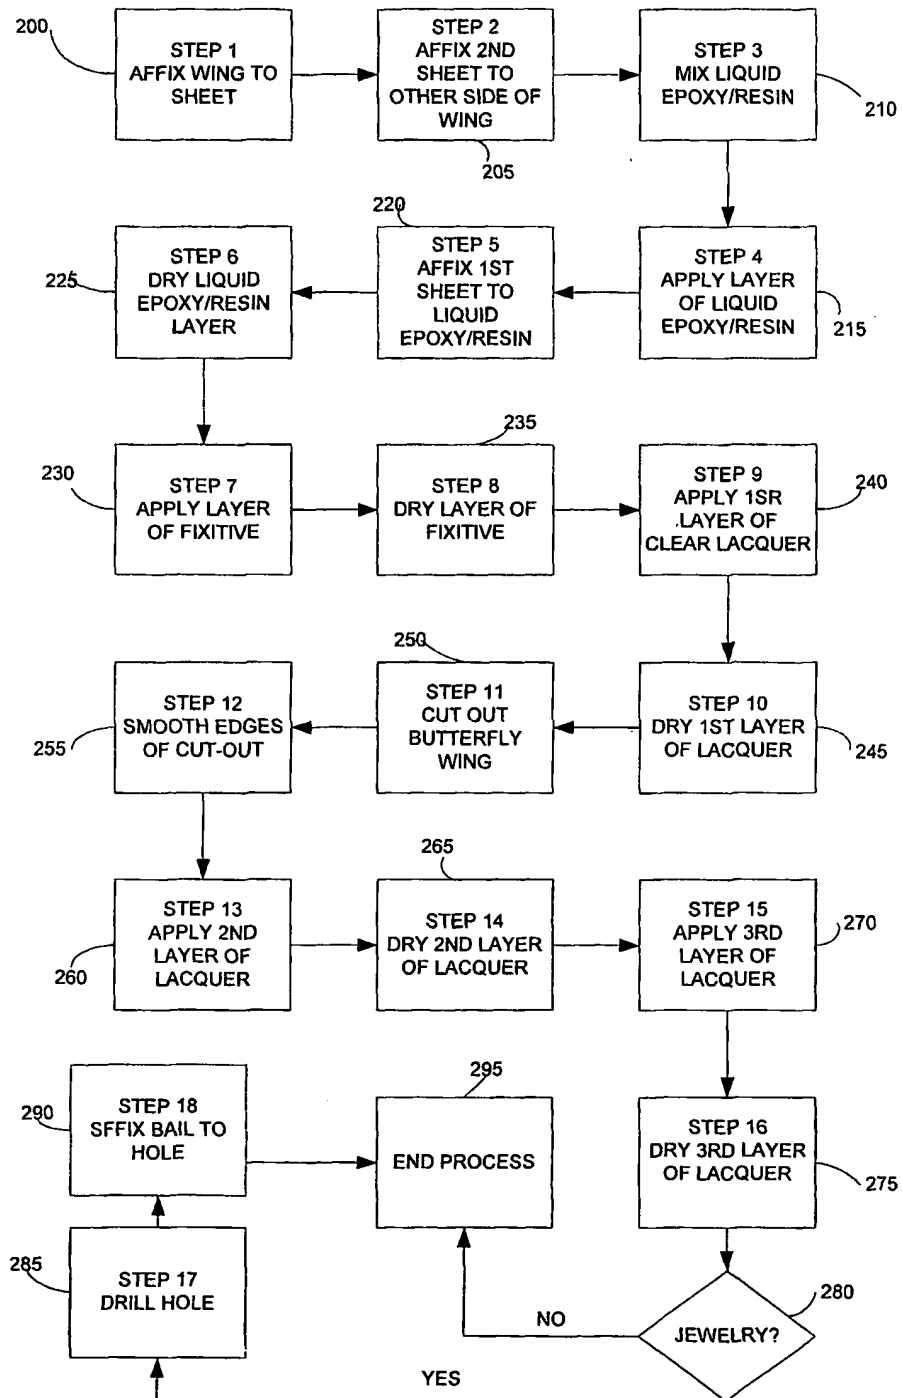 200
STEP 1
AFFIX WING TO
SHEET
STEP 2
AFFIX 2ND
SHEET TO
OTHER SIDE OF
WING
205
STEP 3
MIX LIQUID
EPOXY/RESIN
210
220
225
STEP 6
DRY LIQUID
EPOXY/RESIN
LAYER
STEP 5
AFFIX 1ST
SHEET TO
LIQUID
EPOXY/RESIN
STEP 4
APPLY LAYER
OF LIQUID
EPOXY/RESIN
215
235
230
STEP 7
APPLY LAYER
OF FIXITIVE
STEP 8
DRY LAYER OF
FIXITIVE
STEP 9
APPLY 1SR
LAYER OF
CLEAR LACQUER
240
250
255
STEP 12
SMOOTH EDGES
OF CUT-OUT
STEP 11
CUT OUT
BUTTERFLY
WING
STEP 10
DRY 1ST LAYER
OF LACQUER
245
265
260
STEP 13
APPLY 2ND
LAYER OF
LACQUER
STEP 14
DRY 2ND LAYER
OF LACQUER
STEP 15
APPLY 3RD
LAYER OF
LACQUER
270
295
290
STEP 18
SFFIX BAIL TO
HOLE
END PROCESS
STEP 16
DRY 3RD LAYER
OF LACQUER
275
285
STEP 17
DRILL HOLE
NO
JEWELRY?
280
YES